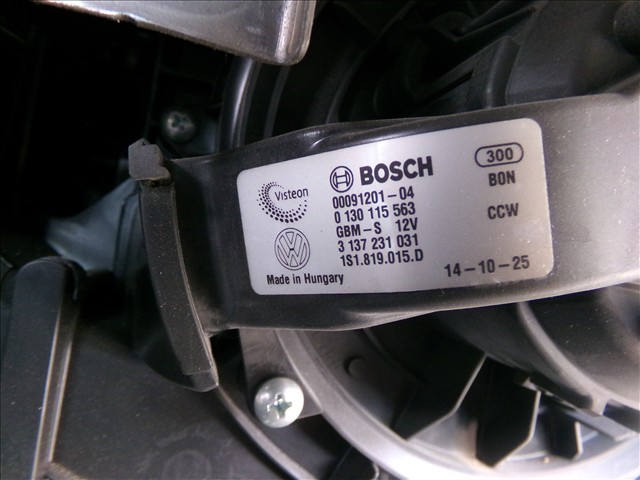 Visteon
BOSCH
300
00091201-04
BON
0 130 115 563
GBM-S 12V
CCW
3 137 231 031
1S1.819.015.D
14-10-25
Made in Hungary